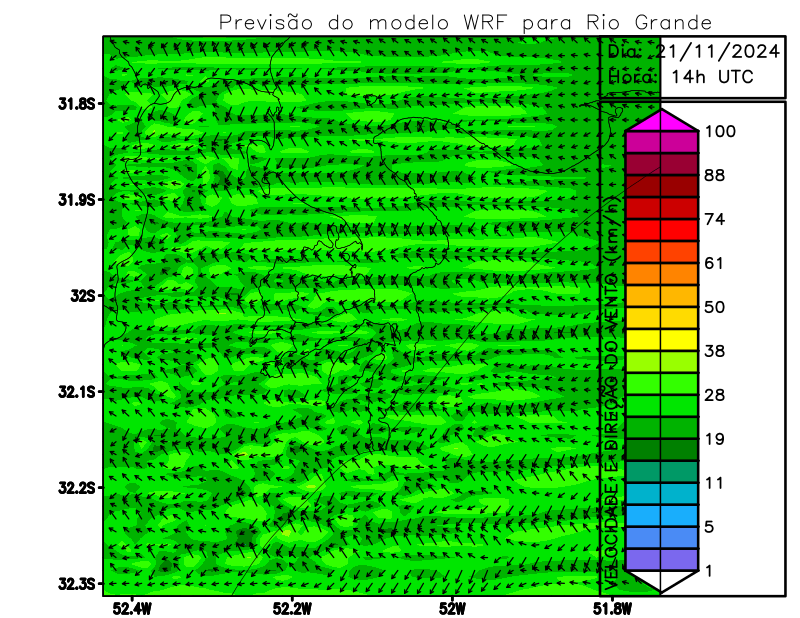 Previsão do modelo WRF para Rio Grande
Dia: 21/11/2024
Hora: 14h UTC
VELOCIDADE E DIREÇÃO DO VENTO (km/h)
100
88
74
61
50
38
28
19
11
5
1
31.8S
31.9S
32S
32.1S
32.2S
32.3S
52.4W
52.2W
52W
51.8W